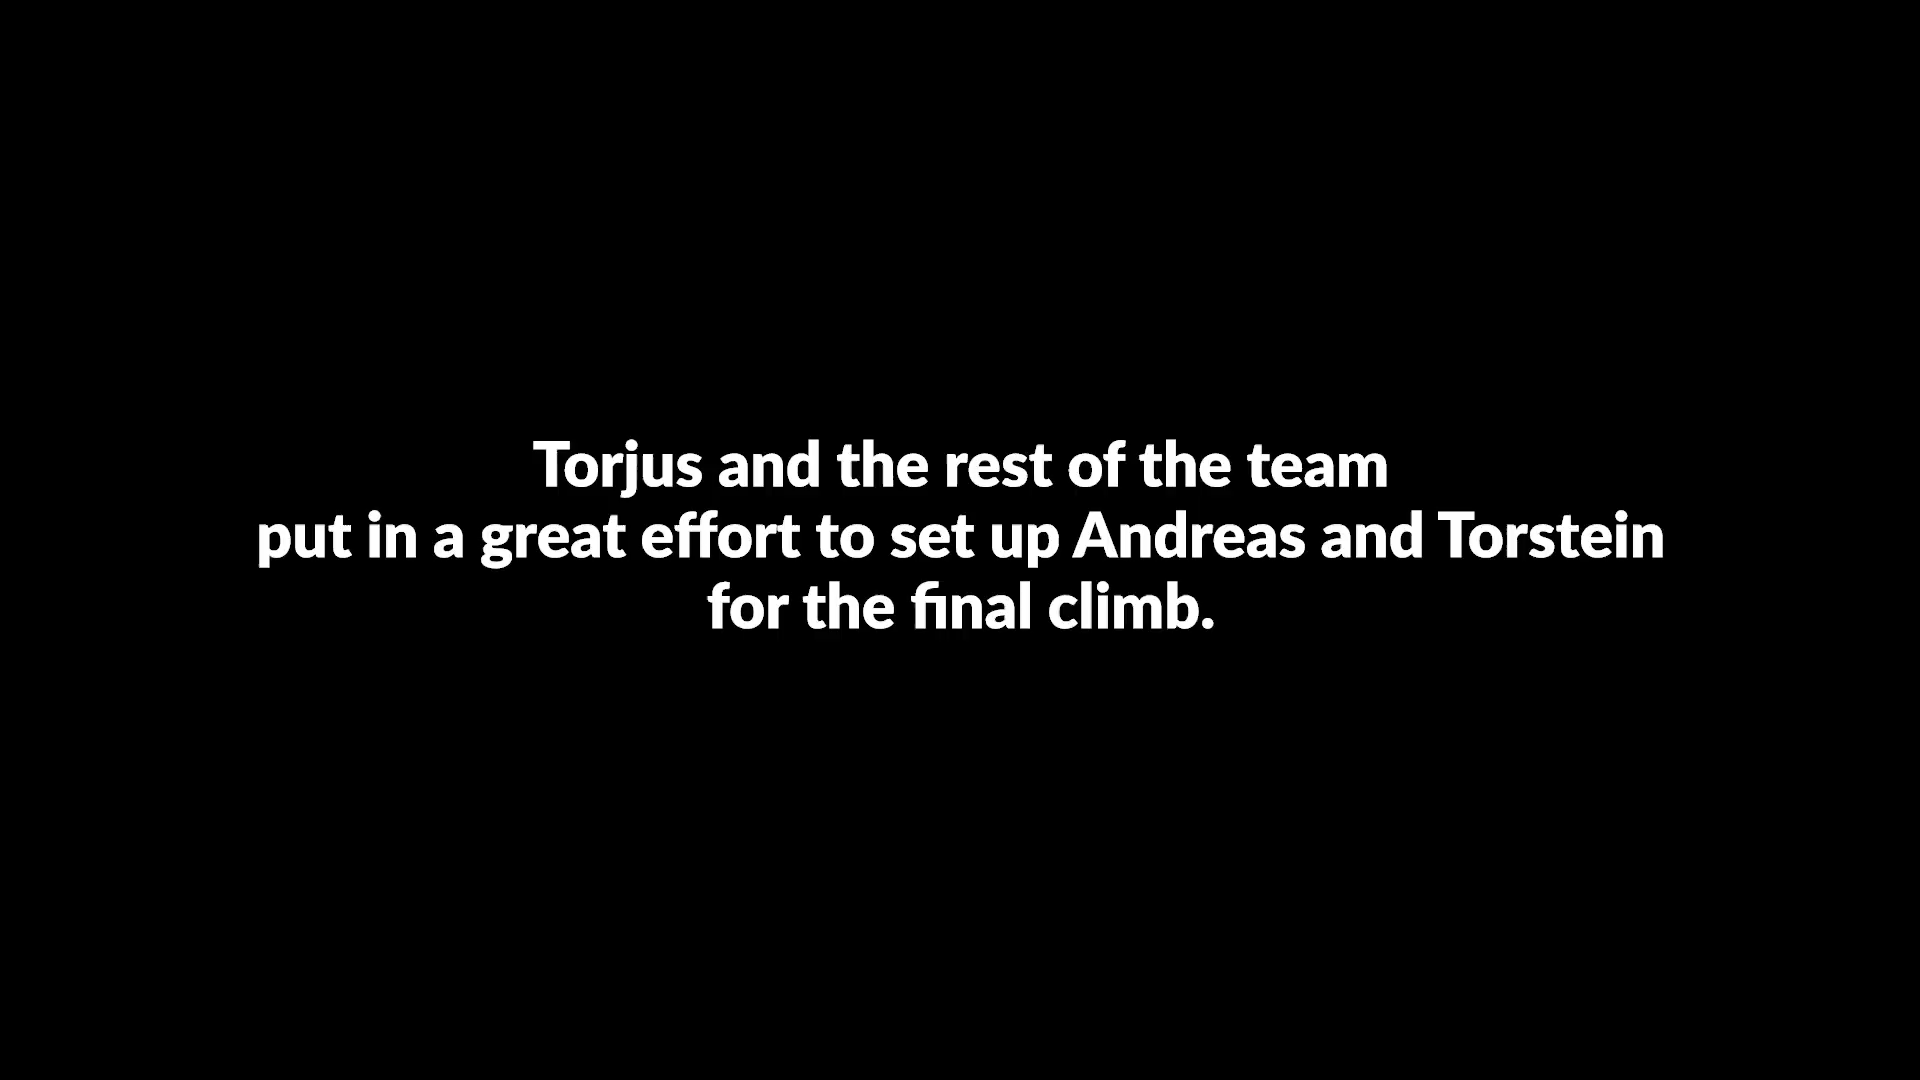 Torjus and the rest of the team
put in a great effort to set up Andreas and Torstein
for the final climb.